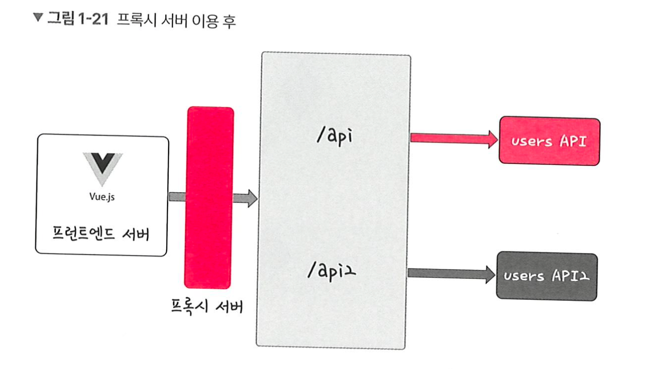 ▼그림 1-21 프록시 서버 이용 후
/api
users API
Vue.js
프런트엔드 서버
/api2
users API2
프록시 서버